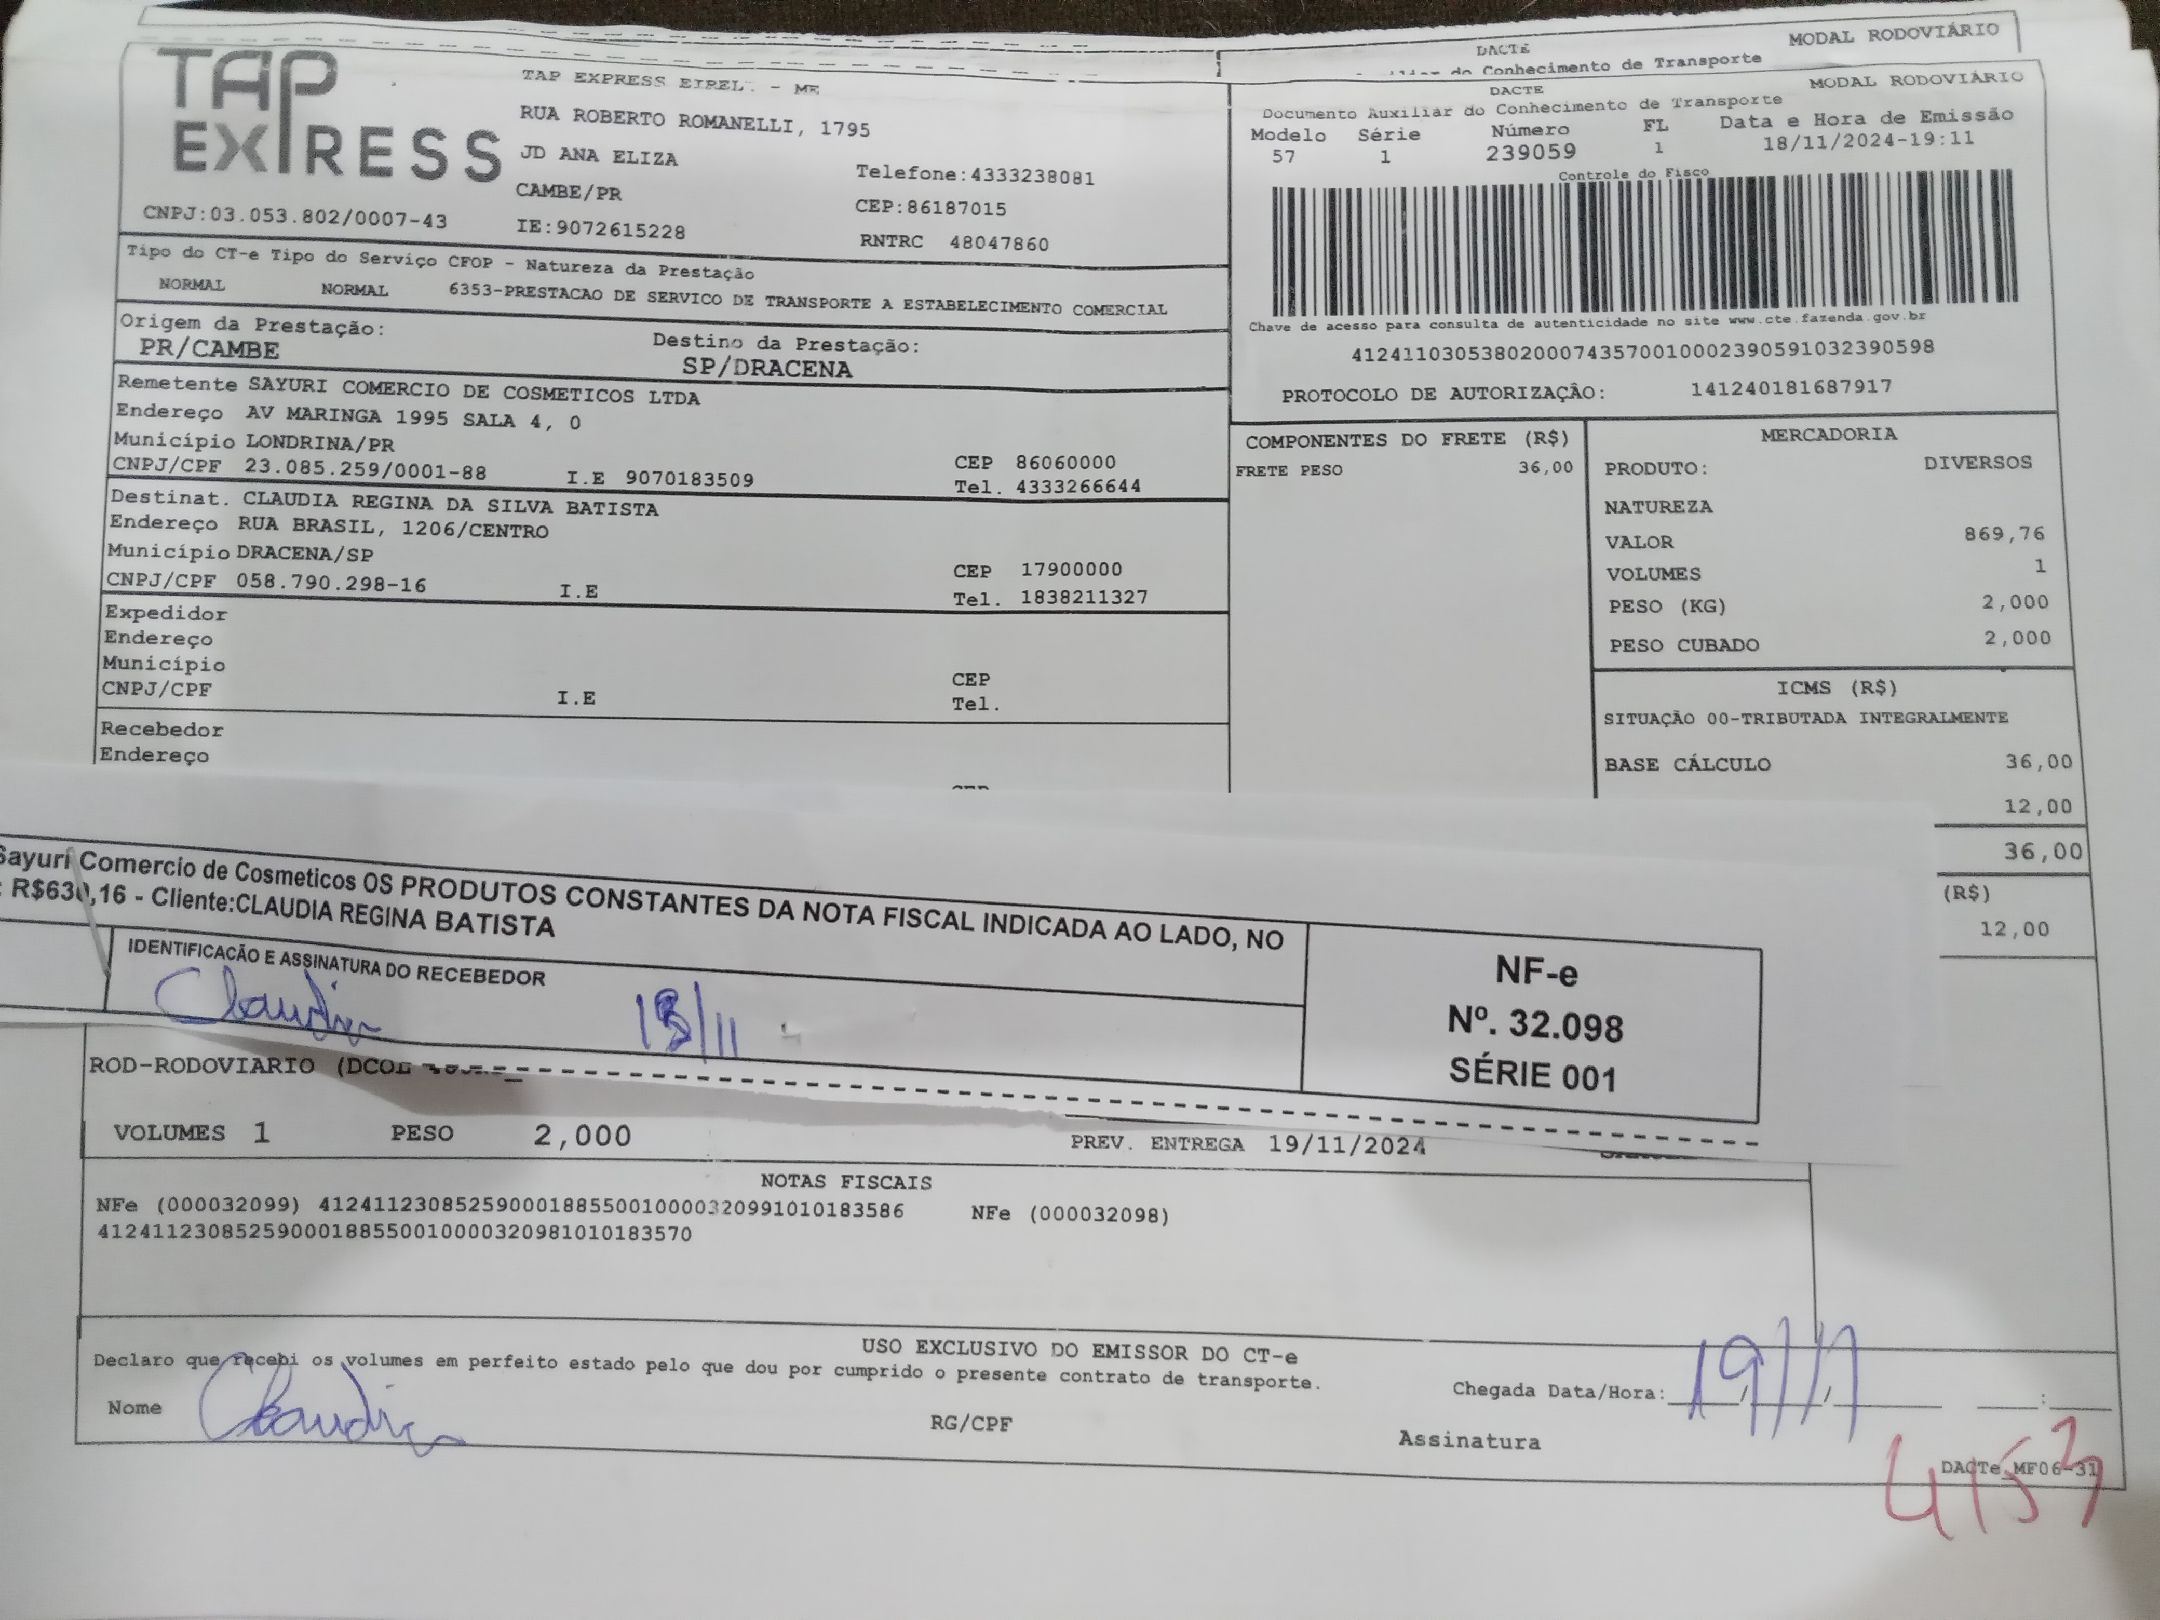 DACTE
MODAL RODOVIÁRIO
do Conhecimento de Transporte
TAP EXPRESS
TAP EXPRESS EIRELI - ME
RUA ROBERTO ROMANELLI, 1795
JD ANA ELIZA
Telefone:4333238081
CAMBE/PR
CEP:86187015
CNPJ:03.053.802/0007-43
IE:9072615228
RNTRC 48047860
DACTE
MODAL RODOVIÁRIO
Documento Auxiliar do Conhecimento de Transporte
Modelo Série Número FL Data e Hora de Emissão
57 1 239059 1 18/11/2024-19:11
Controle do Fisco
Chave de acesso para consulta de autenticidade no site www.cte.fazenda.gov.br
41241103053802000743570010002390591032390598
PROTOCOLO DE AUTORIZAÇÂO: 141240181687917
Tipo do CT-e Tipo do Serviço CFOP - Natureza da Prestação
NORMAL NORMAL 6353-PRESTACAO DE SERVICO DE TRANSPORTE A ESTABELECIMENTO COMERCIAL
Origem da Prestação: Destino da Prestação:
PR/CAMBE SP/DRACENA
Remetente SAYURI COMERCIO DE COSMETICOS LTDA
Endereço AV MARINGA 1995 SALA 4, 0
Município LONDRINA/PR CEP 86060000
CNPJ/CPF 23.085.259/0001-88 I.E 9070183509 Tel. 4333266644
Destinat. CLAUDIA REGINA DA SILVA BATISTA
Endereço RUA BRASIL, 1206/CENTRO
Município DRACENA/SP CEP 17900000
CNPJ/CPF 058.790.298-16 I.E Tel. 1838211327
Expedidor
Endereço
Município CEP
CNPJ/CPF I.E Tel.
Recebedor
Endereço
COMPONENTES DO FRETE (R$)
FRETE PESO 36,00
MERCADORIA
PRODUTO: DIVERSOS
NATUREZA
VALOR 869,76
VOLUMES 1
PESO (KG) 2,000
PESO CUBADO 2,000
ICMS (R$)
SITUAÇÃO 00-TRIBUTADA INTEGRALMENTE
BASE CÁLCULO 36,00
12,00
36,00
(R$)
12,00
Sayuri Comercio de Cosmeticos OS PRODUTOS CONSTANTES DA NOTA FISCAL INDICADA AO LADO, NO
: R$630,16 - Cliente:CLAUDIA REGINA BATISTA
IDENTIFICACÃO E ASSINATURA DO RECEBEDOR
Claudia
/11
NF-e
Nº. 32.098
SÉRIE 001
ROD-RODOVIARIO
VOLUMES 1 PESO 2,000 PREV. ENTREGA 19/11/2024
NOTAS FISCAIS
NFe (000032099) 41241123085259000188550010000320991010183586 NFe (000032098)
41241123085259000188550010000320981010183570
USO EXCLUSIVO DO EMISSOR DO CT-e
Declaro que recebi os volumes em perfeito estado pelo que dou por cumprido o presente contrato de transporte.
Chegada Data/Hora: 19/11
Nome Claudia RG/CPF Assinatura
DACTe_MF06-31
4153